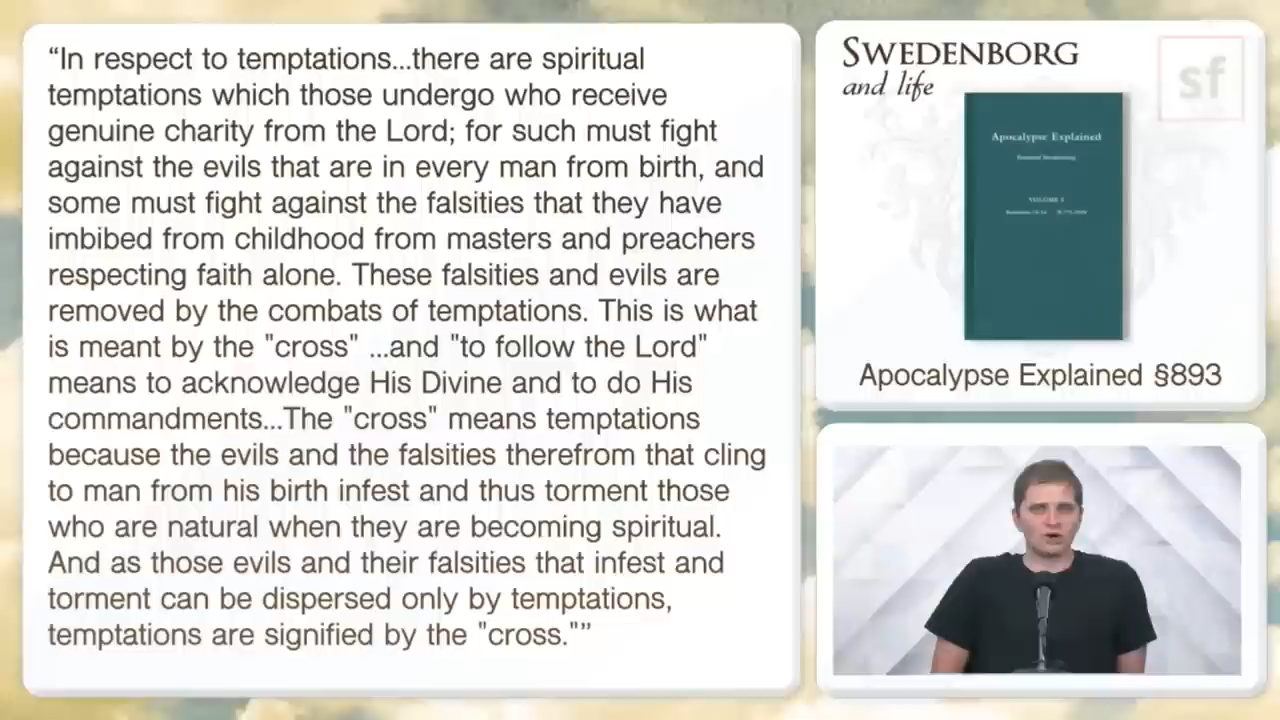 “In respect to temptations...there are spiritual
temptations which those undergo who receive
genuine charity from the Lord; for such must fight
against the evils that are in every man from birth, and
some must fight against the falsities that they have
imbibed from childhood from masters and preachers
respecting faith alone. These falsities and evils are
removed by the combats of temptations. This is what
is meant by the "cross" ...and "to follow the Lord"
means to acknowledge His Divine and to do His
commandments...The "cross" means temptations
because the evils and the falsities therefrom that cling
to man from his birth infest and thus torment those
who are natural when they are becoming spiritual.
And as those evils and their falsities that infest and
torment can be dispersed only by temptations,
temptations are signified by the "cross."”
SWEDENBORG
and life
sf
Apocalypse Explained
Emanuel Swedenborg
VOLUME 5
Apocalypse Explained §893